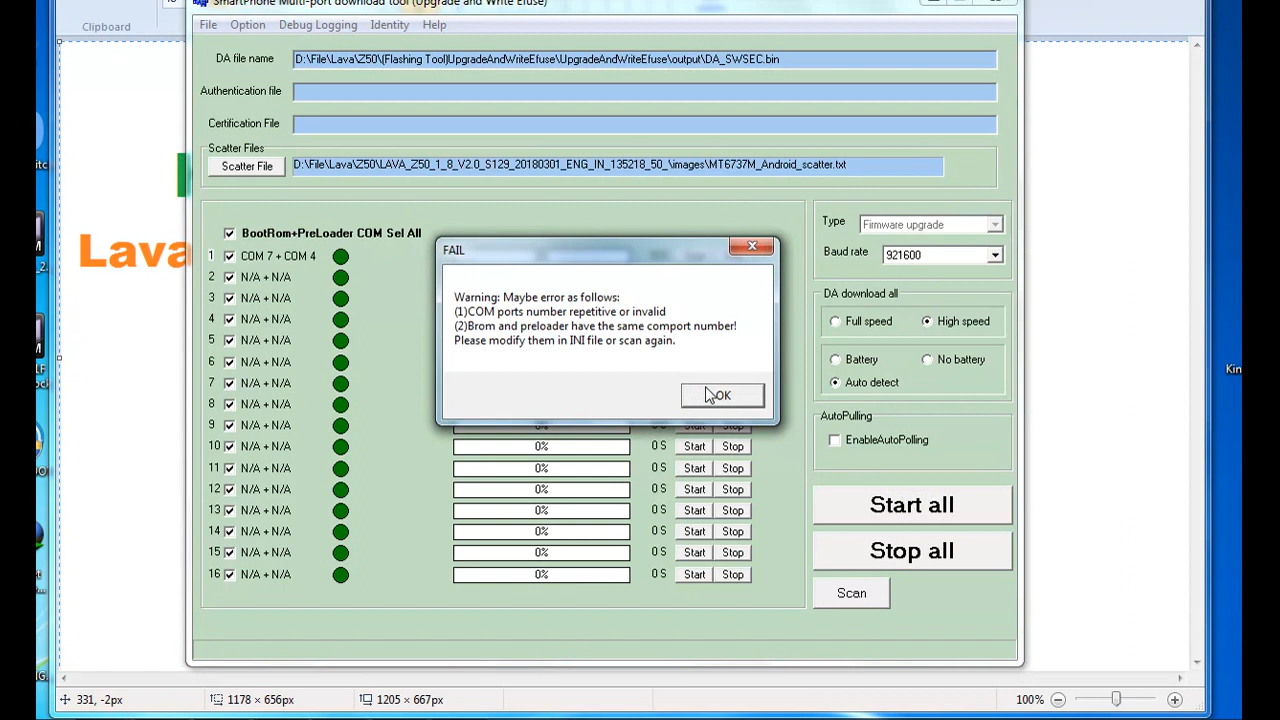 Clipboard
SmartPhone Multi-port download tool (Upgrade and Write Efuse)
File Option Debug Logging Identity Help
DA file name D:\File\Lava\Z50\(Flashing Tool)UpgradeAndWriteEfuse\UpgradeAndWriteEfuse\output\DA_SWSEC.bin
Authentication file
Certification File
Scatter Files
Scatter File D:\File\Lava\Z50\LAVA_Z50_1_8_V2.0_S129_20180301_ENG_IN_135218_50_\images\MT6737M_Android_scatter.txt
Lava
BootRom+PreLoader COM Sel All
1 COM 7 + COM 4
2 N/A + N/A
3 N/A + N/A
4 N/A + N/A
5 N/A + N/A
6 N/A + N/A
7 N/A + N/A
8 N/A + N/A
9 N/A + N/A 0% 0 S Start Stop
10 N/A + N/A 0% 0 S Start Stop
11 N/A + N/A 0% 0 S Start Stop
12 N/A + N/A 0% 0 S Start Stop
13 N/A + N/A 0% 0 S Start Stop
14 N/A + N/A 0% 0 S Start Stop
15 N/A + N/A 0% 0 S Start Stop
16 N/A + N/A 0% 0 S Start Stop
FAIL
Warning: Maybe error as follows:
(1)COM ports number repetitive or invalid
(2)Brom and preloader have the same comport number!
Please modify them in INI file or scan again.
OK
Type Firmware upgrade
Baud rate 921600
DA download all
Full speed High speed
Battery No battery
Auto detect
AutoPulling
EnableAutoPolling
Start all
Stop all
Scan
Kin
331, -2px 1178 × 656px 1205 × 667px 100%